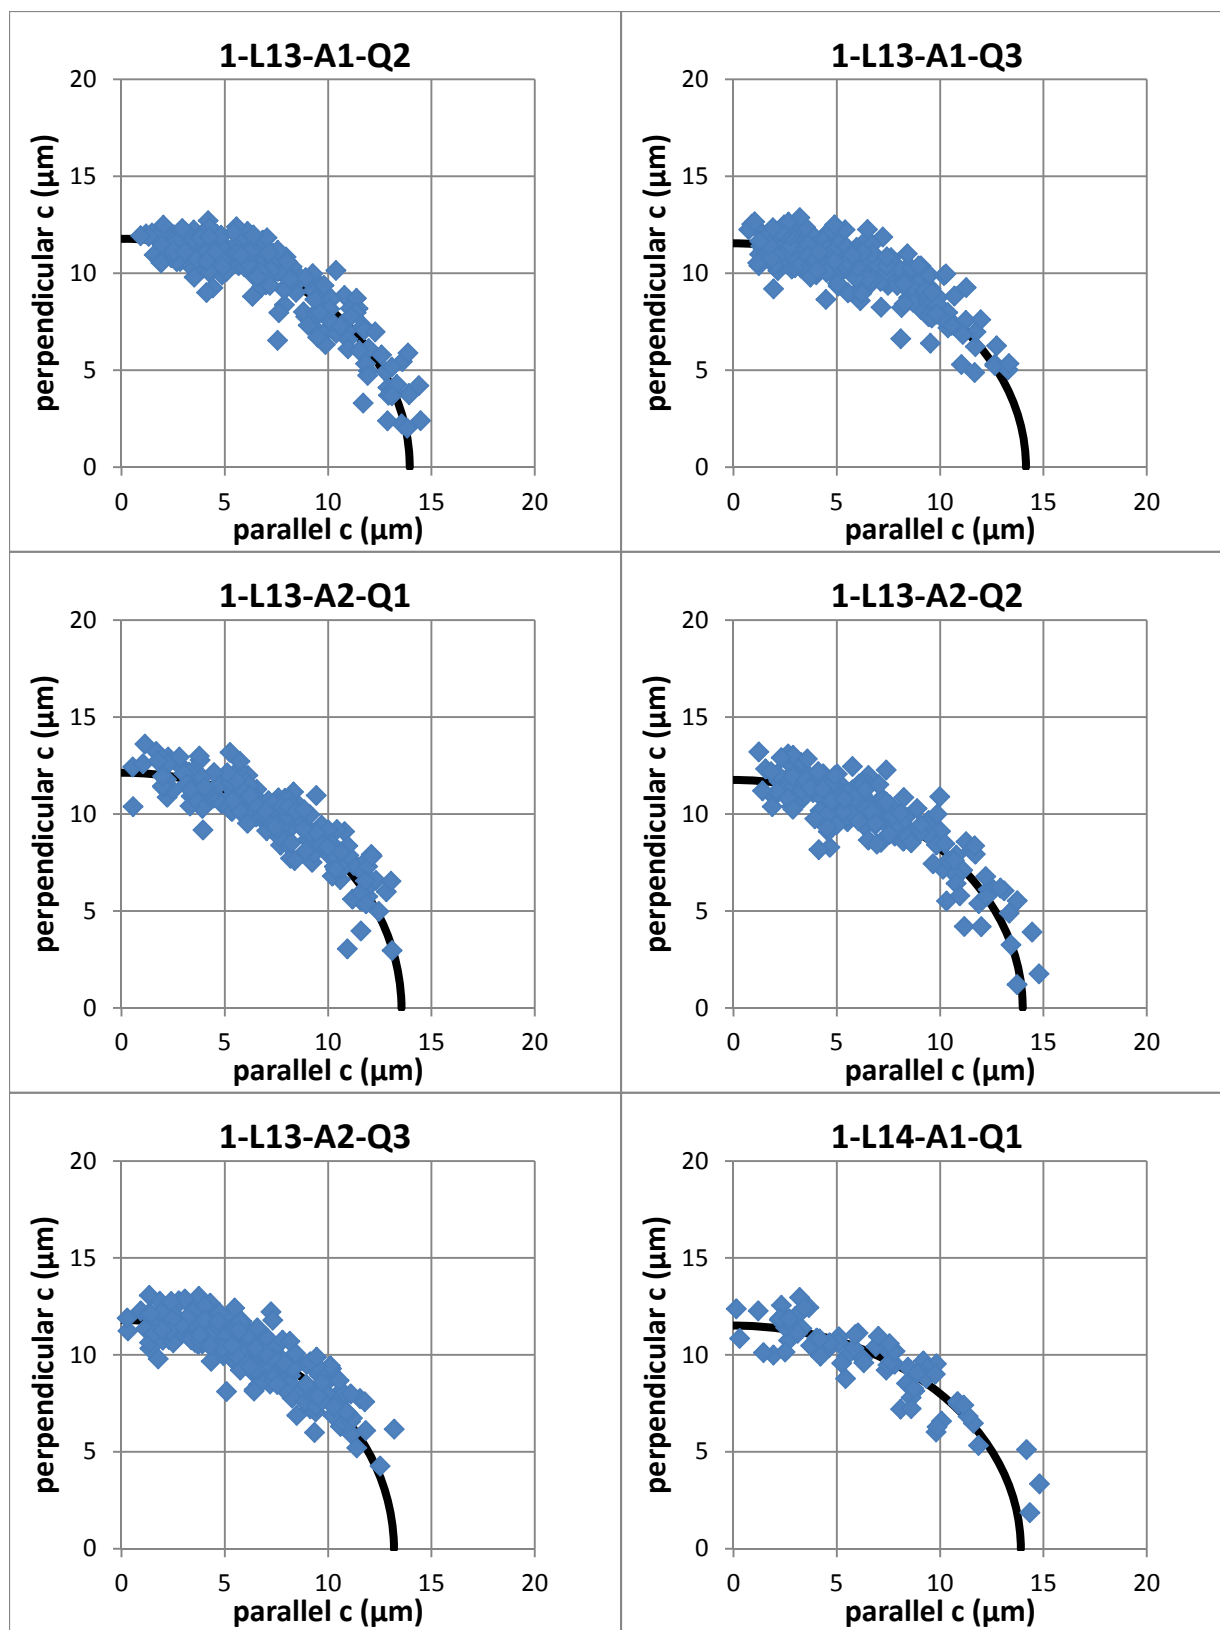 1-L13-A1-Q2
20
15
10
5
0
perpendicular c (µm)
0 5 10 15 20
parallel c (µm)
1-L13-A1-Q3
20
15
10
5
0
perpendicular c (µm)
0 5 10 15 20
parallel c (µm)
1-L13-A2-Q1
20
15
10
5
0
perpendicular c (µm)
0 5 10 15 20
parallel c (µm)
1-L13-A2-Q2
20
15
10
5
0
perpendicular c (µm)
0 5 10 15 20
parallel c (µm)
1-L13-A2-Q3
20
15
10
5
0
perpendicular c (µm)
0 5 10 15 20
parallel c (µm)
1-L14-A1-Q1
20
15
10
5
0
perpendicular c (µm)
0 5 10 15 20
parallel c (µm)